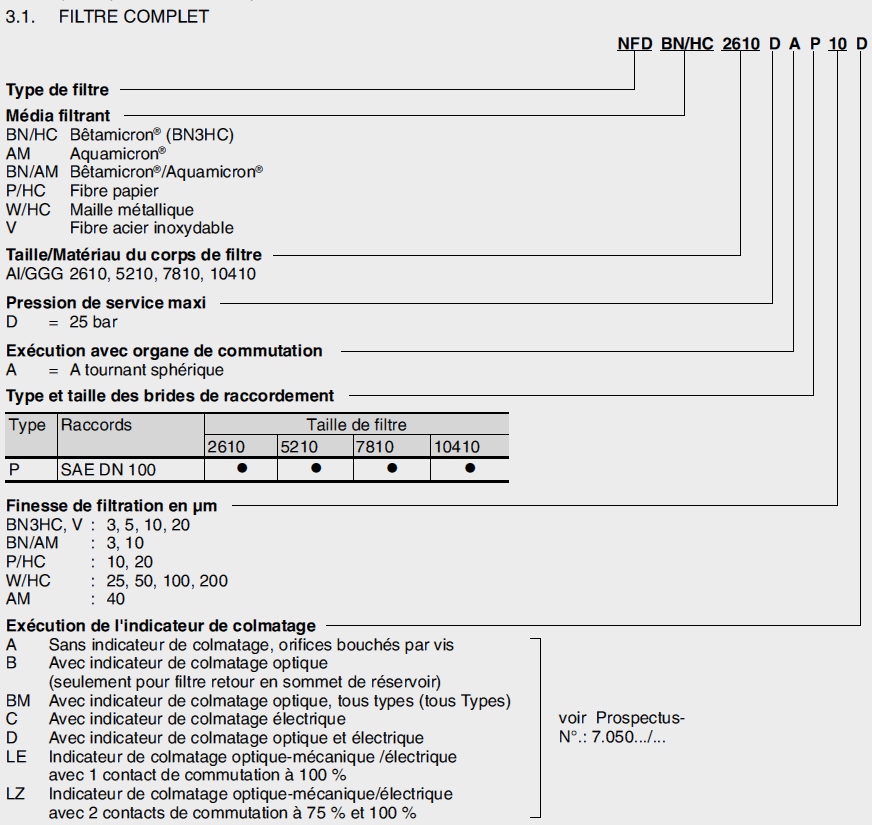 3.1. FILTRE COMPLET
NFD BN/HC 2610 D A P 10 D
Type de filtre
Média filtrant
BN/HC Bêtamicron® (BN3HC)
AM Aquamicron®
BN/AM Bêtamicron®/Aquamicron®
P/HC Fibre papier
W/HC Maille métallique
V Fibre acier inoxydable
Taille/Matériau du corps de filtre
Al/GGG 2610, 5210, 7810, 10410
Pression de service maxi
D = 25 bar
Exécution avec organe de commutation
A = A tournant sphérique
Type et taille des brides de raccordement
Type Raccords Taille de filtre
2610 5210 7810 10410
P SAE DN 100 ● ● ● ●
Finesse de filtration en µm
BN3HC, V : 3, 5, 10, 20
BN/AM : 3, 10
P/HC : 10, 20
W/HC : 25, 50, 100, 200
AM : 40
Exécution de l'indicateur de colmatage
A Sans indicateur de colmatage, orifices bouchés par vis
B Avec indicateur de colmatage optique
(seulement pour filtre retour en sommet de réservoir)
BM Avec indicateur de colmatage optique, tous types (tous Types)
C Avec indicateur de colmatage électrique
D Avec indicateur de colmatage optique et électrique
LE Indicateur de colmatage optique-mécanique /électrique
avec 1 contact de commutation à 100 %
LZ Indicateur de colmatage optique-mécanique/électrique
avec 2 contacts de commutation à 75 % et 100 %
voir Prospectus-
N°.: 7.050.../...